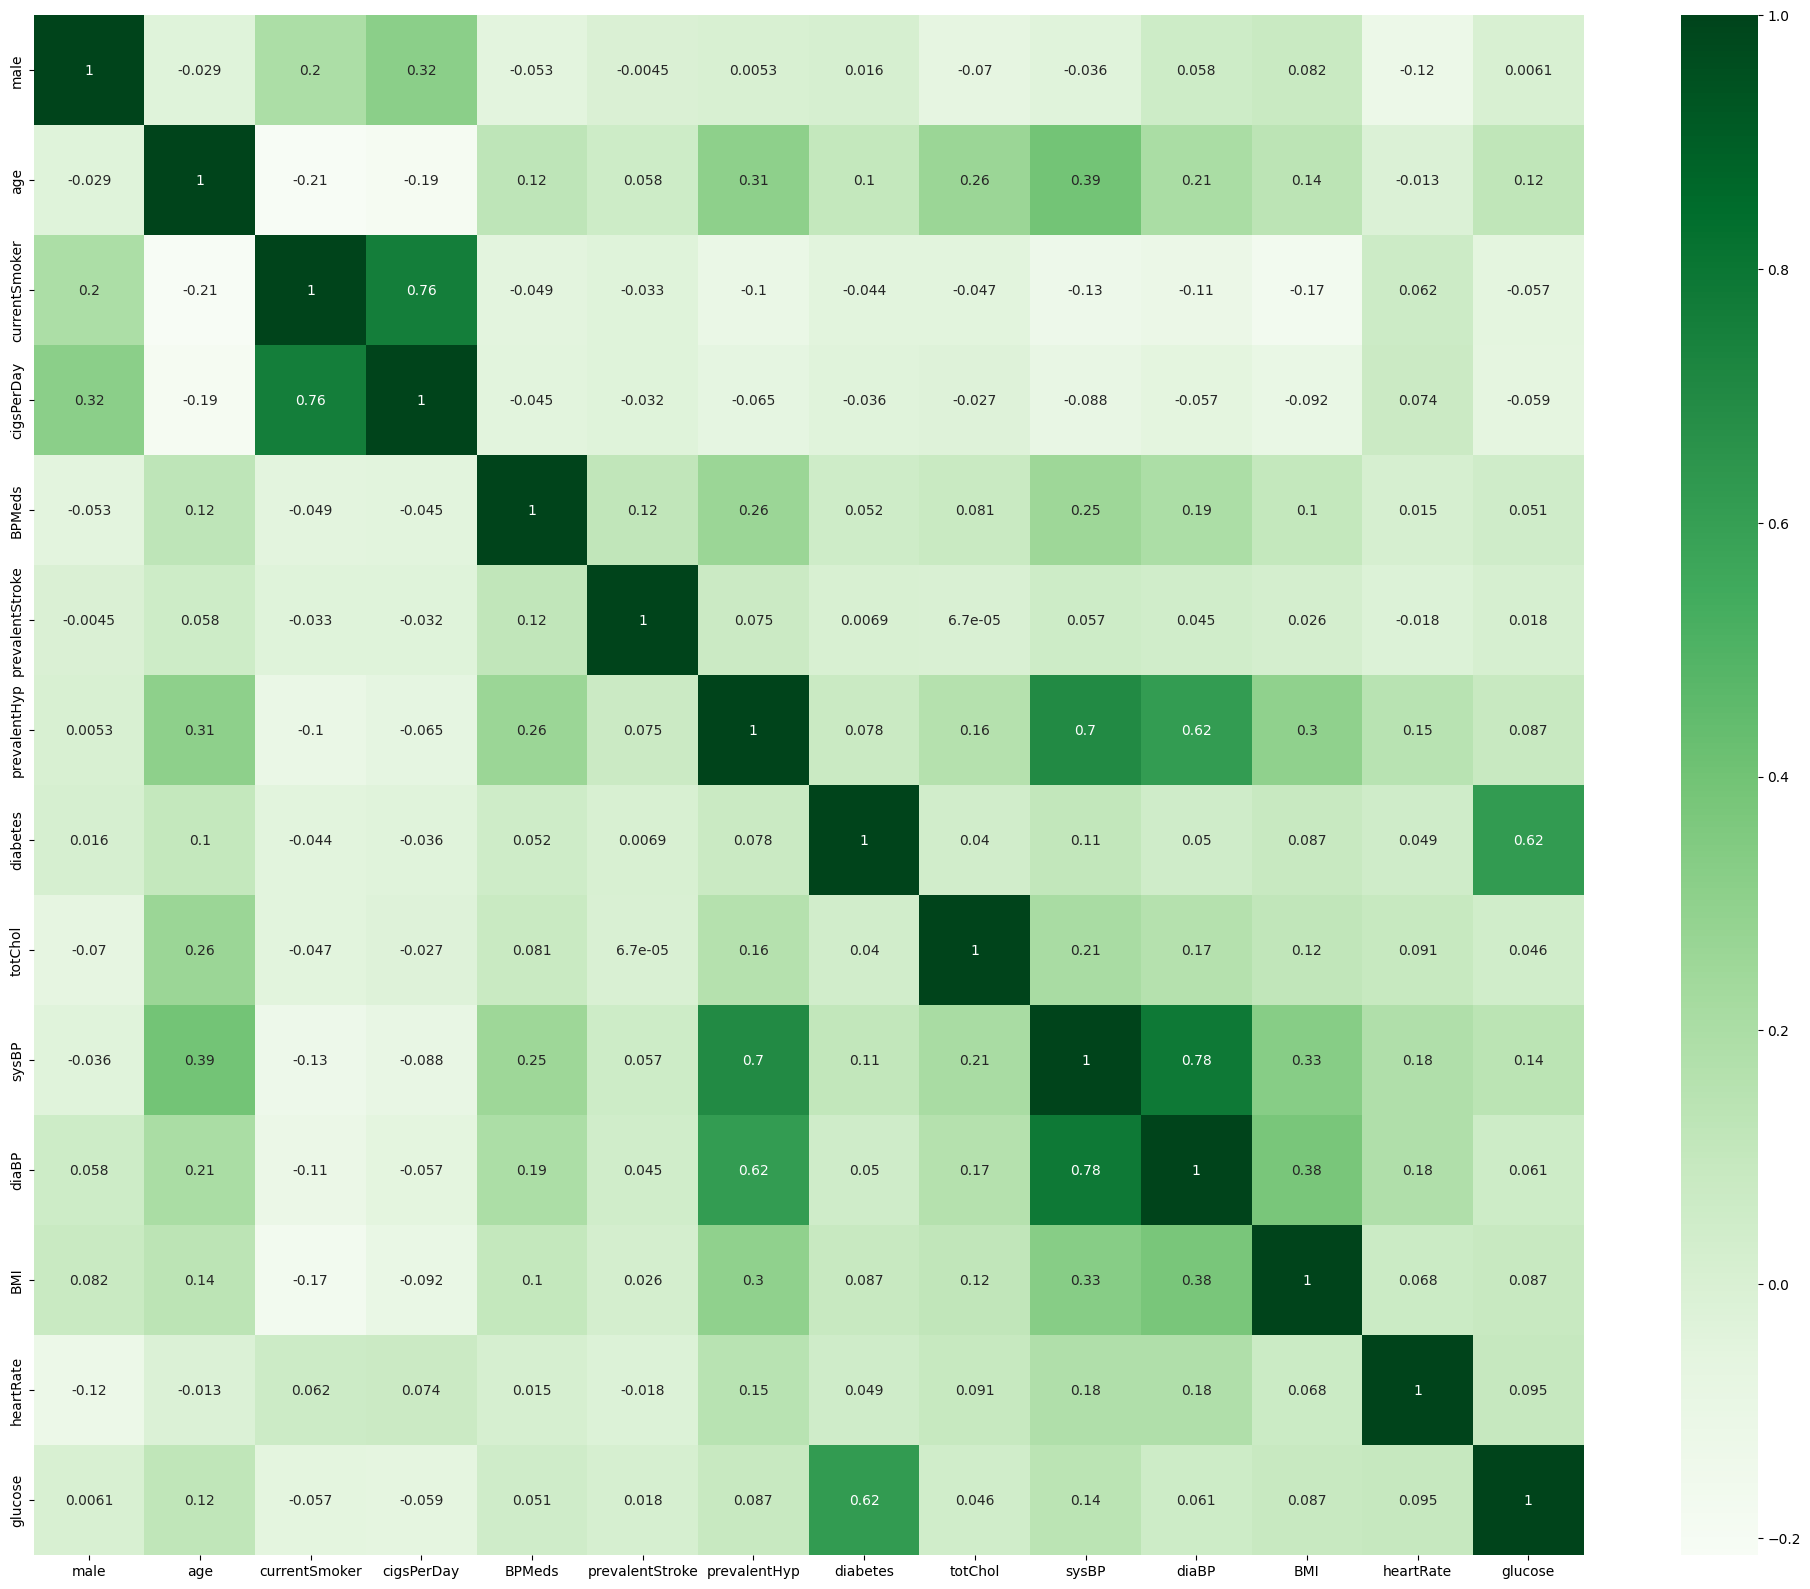 1.0
male 1 -0.029 0.2 0.32 -0.053 -0.0045 0.0053 0.016 -0.07 -0.036 0.058 0.082 -0.12 0.0061
age -0.029 1 -0.21 -0.19 0.12 0.058 0.31 0.1 0.26 0.39 0.21 0.14 -0.013 0.12
0.8
currentSmoker 0.2 -0.21 1 0.76 -0.049 -0.033 -0.1 -0.044 -0.047 -0.13 -0.11 -0.17 0.062 -0.057
cigsPerDay 0.32 -0.19 0.76 1 -0.045 -0.032 -0.065 -0.036 -0.027 -0.088 -0.057 -0.092 0.074 -0.059
BPMeds -0.053 0.12 -0.049 -0.045 1 0.12 0.26 0.052 0.081 0.25 0.19 0.1 0.015 0.051
0.6
prevalentStroke -0.0045 0.058 -0.033 -0.032 0.12 1 0.075 0.0069 6.7e-05 0.057 0.045 0.026 -0.018 0.018
prevalentHyp 0.0053 0.31 -0.1 -0.065 0.26 0.075 1 0.078 0.16 0.7 0.62 0.3 0.15 0.087
0.4
diabetes 0.016 0.1 -0.044 -0.036 0.052 0.0069 0.078 1 0.04 0.11 0.05 0.087 0.049 0.62
totChol -0.07 0.26 -0.047 -0.027 0.081 6.7e-05 0.16 0.04 1 0.21 0.17 0.12 0.091 0.046
0.2
sysBP -0.036 0.39 -0.13 -0.088 0.25 0.057 0.7 0.11 0.21 1 0.78 0.33 0.18 0.14
diaBP 0.058 0.21 -0.11 -0.057 0.19 0.045 0.62 0.05 0.17 0.78 1 0.38 0.18 0.061
BMI 0.082 0.14 -0.17 -0.092 0.1 0.026 0.3 0.087 0.12 0.33 0.38 1 0.068 0.087
0.0
heartRate -0.12 -0.013 0.062 0.074 0.015 -0.018 0.15 0.049 0.091 0.18 0.18 0.068 1 0.095
glucose 0.0061 0.12 -0.057 -0.059 0.051 0.018 0.087 0.62 0.046 0.14 0.061 0.087 0.095 1
−0.2
male age currentSmoker cigsPerDay BPMeds prevalentStroke prevalentHyp diabetes totChol sysBP diaBP BMI heartRate glucose